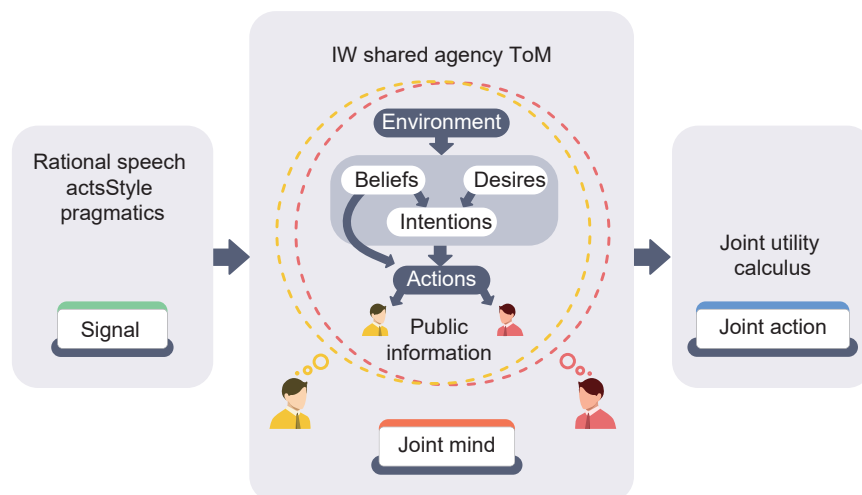 Rational speech
actsStyle
pragmatics
Signal
IW shared agency ToM
Environment
Beliefs
Desires
Intentions
Actions
Public
information
Joint mind
Joint utility
calculus
Joint action